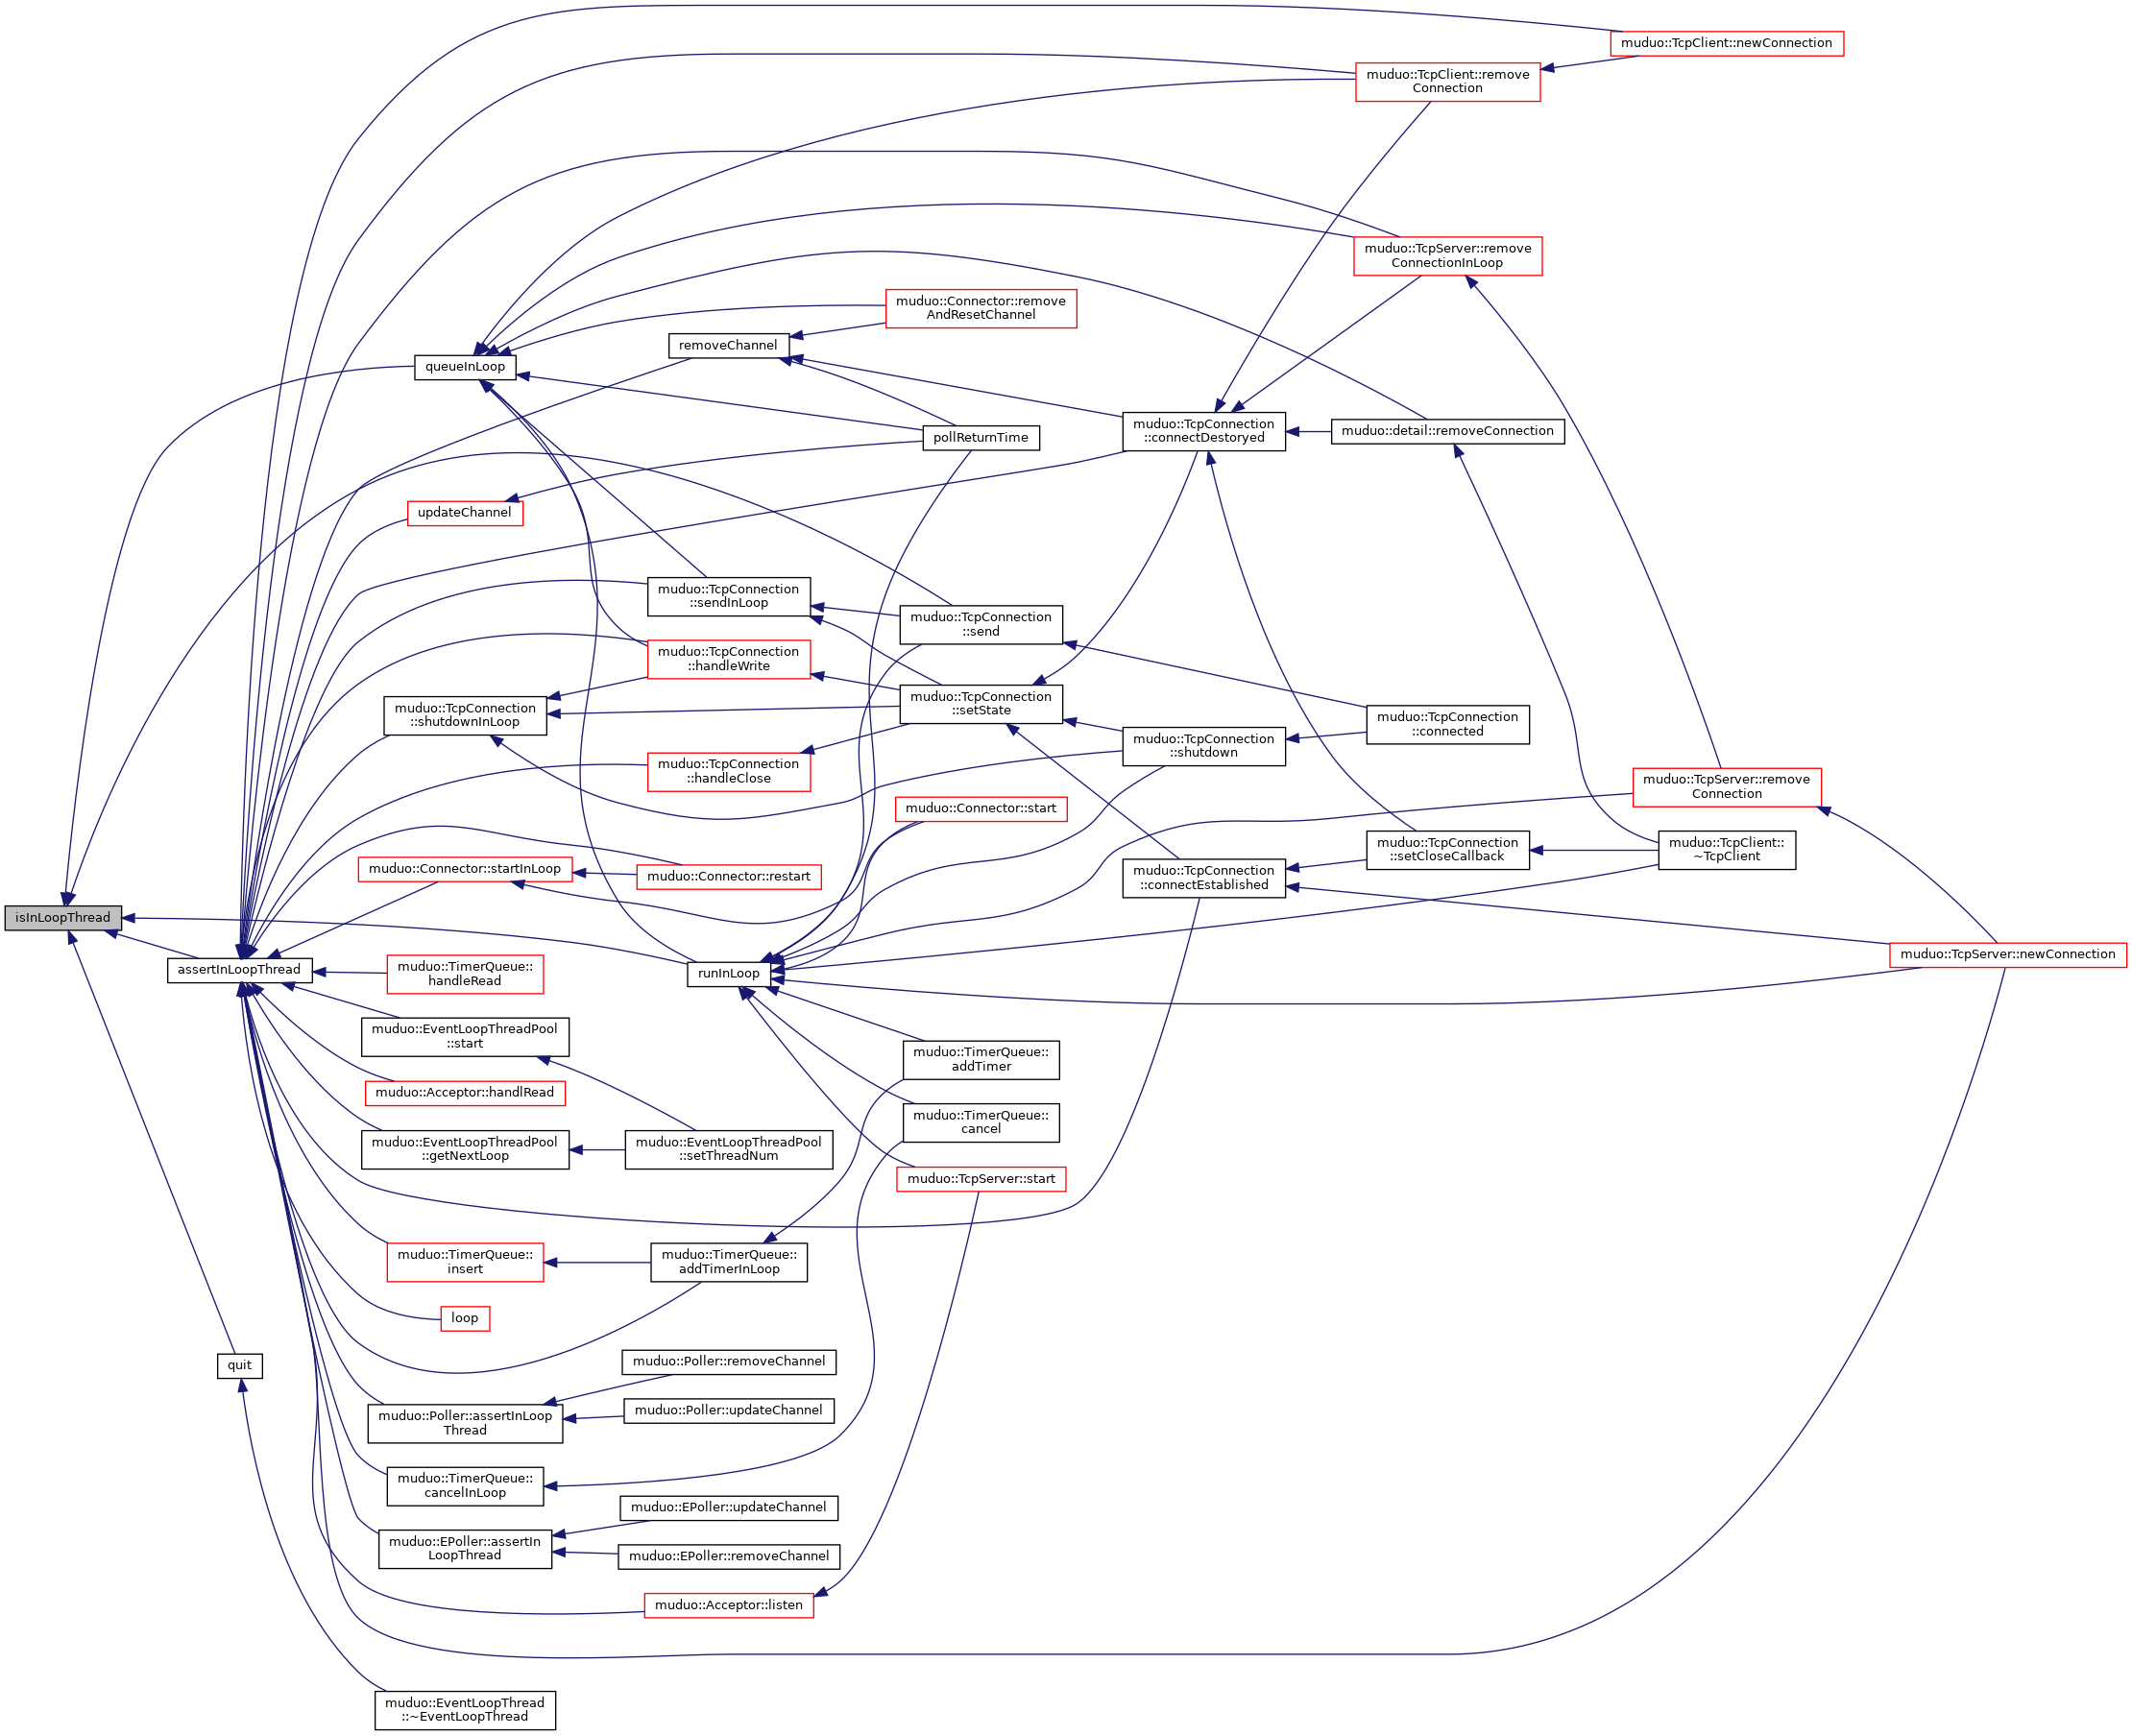 muduo::TcpClient::newConnection
muduo::TcpClient::remove
Connection
muduo::TcpServer::remove
ConnectionInLoop
muduo::Connector::remove
AndResetChannel
removeChannel
queueInLoop
muduo::TcpConnection
::connectDestoryed
muduo::detail::removeConnection
pollReturnTime
updateChannel
muduo::TcpConnection
::sendInLoop
muduo::TcpConnection
::send
muduo::TcpConnection
::handleWrite
muduo::TcpConnection
::setState
muduo::TcpConnection
::shutdownInLoop
muduo::TcpConnection
::connected
muduo::TcpConnection
::shutdown
muduo::TcpConnection
::handleClose
muduo::TcpServer::remove
Connection
muduo::Connector::start
muduo::TcpConnection
::setCloseCallback
muduo::TcpClient::
~TcpClient
muduo::Connector::startInLoop
muduo::Connector::restart
muduo::TcpConnection
::connectEstablished
isInLoopThread
muduo::TcpServer::newConnection
assertInLoopThread
muduo::TimerQueue::
handleRead
runInLoop
muduo::EventLoopThreadPool
::start
muduo::TimerQueue::
addTimer
muduo::Acceptor::handlRead
muduo::TimerQueue::
cancel
muduo::EventLoopThreadPool
::getNextLoop
muduo::EventLoopThreadPool
::setThreadNum
muduo::TcpServer::start
muduo::TimerQueue::
insert
muduo::TimerQueue::
addTimerInLoop
loop
quit
muduo::Poller::removeChannel
muduo::Poller::updateChannel
muduo::Poller::assertInLoop
Thread
muduo::TimerQueue::
cancelInLoop
muduo::EPoller::updateChannel
muduo::EPoller::assertIn
LoopThread
muduo::EPoller::removeChannel
muduo::Acceptor::listen
muduo::EventLoopThread
::~EventLoopThread